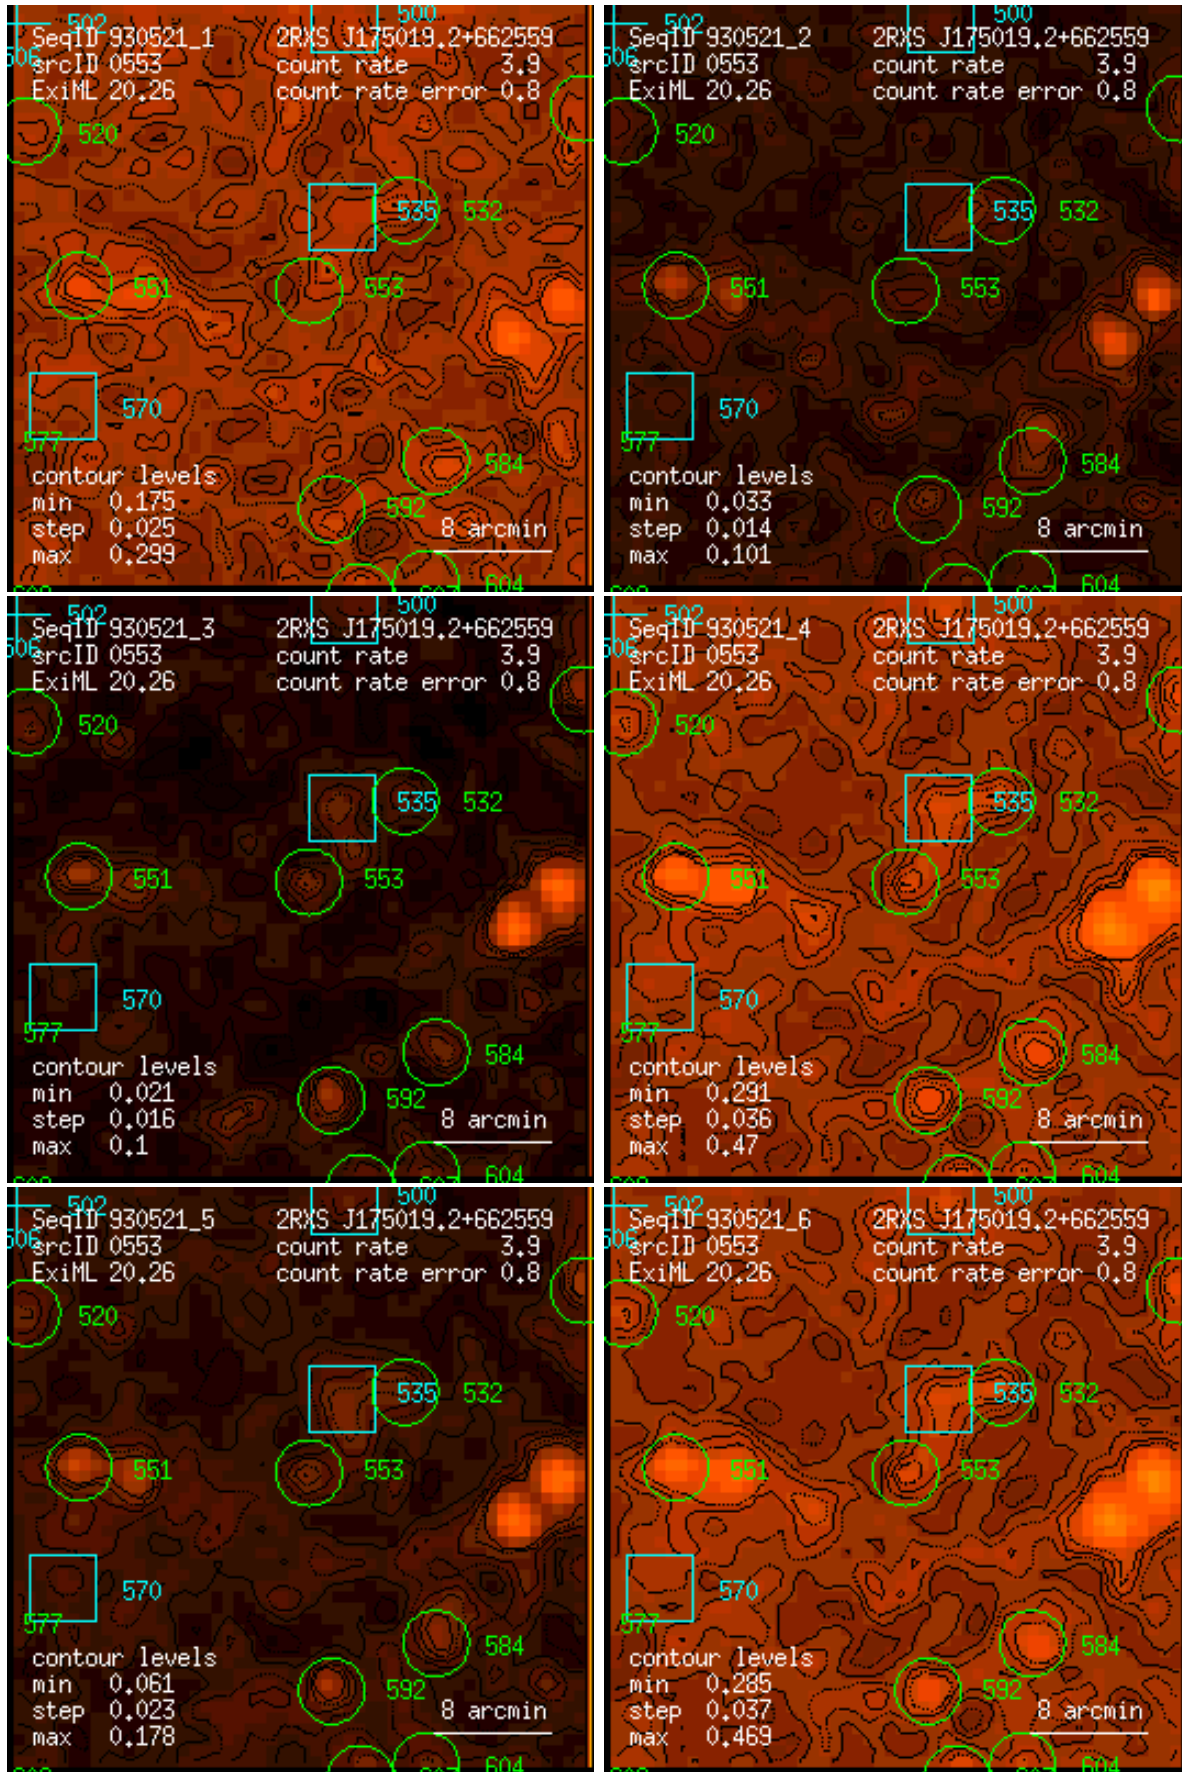 502 500
SeqID 930521_1 2RXS J175019.2+662559
506
srcID 0553 count rate 3.9
ExiML 20.26 count rate error 0.8
520
535 532
551 553
570
577
584
contour levels
min 0.175 592
step 0.025 8 arcmin
max 0.299
604
502 500
SeqID 930521_2 2RXS J175019.2+662559
506
srcID 0553 count rate 3.9
ExiML 20.26 count rate error 0.8
520
535 532
551 553
570
577
584
contour levels
min 0.033 592
step 0.014 8 arcmin
max 0.101
604
502 500
SeqID 930521_3 2RXS J175019.2+662559
506
srcID 0553 count rate 3.9
ExiML 20.26 count rate error 0.8
520
535 532
551 553
570
577
584
contour levels
min 0.021 592
step 0.016 8 arcmin
max 0.1
604
502 500
SeqID 930521_4 2RXS J175019.2+662559
506
srcID 0553 count rate 3.9
ExiML 20.26 count rate error 0.8
520
535 532
551 553
570
577
584
contour levels
min 0.291 592
step 0.036 8 arcmin
max 0.47
604
502 500
SeqID 930521_5 2RXS J175019.2+662559
506
srcID 0553 count rate 3.9
ExiML 20.26 count rate error 0.8
520
535 532
551 553
570
577
584
contour levels
min 0.061 592
step 0.023 8 arcmin
max 0.178
604
502 500
SeqID 930521_6 2RXS J175019.2+662559
506
srcID 0553 count rate 3.9
ExiML 20.26 count rate error 0.8
520
535 532
551 553
570
577
584
contour levels
min 0.285 592
step 0.037 8 arcmin
max 0.469
604